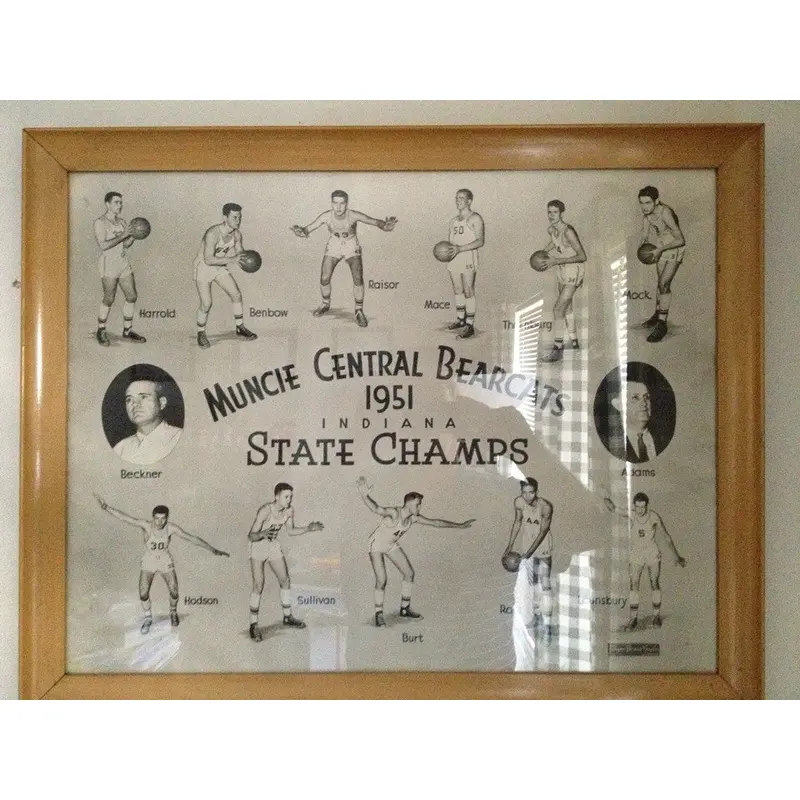 50
Harrold
Benbow
Raisor
Mace
Mock
MUNCIE CENTRAL BEARCATS
1951
INDIANA
STATE CHAMPS
Beckner
Adams
30
44
5
Hodson
Sullivan
Burt